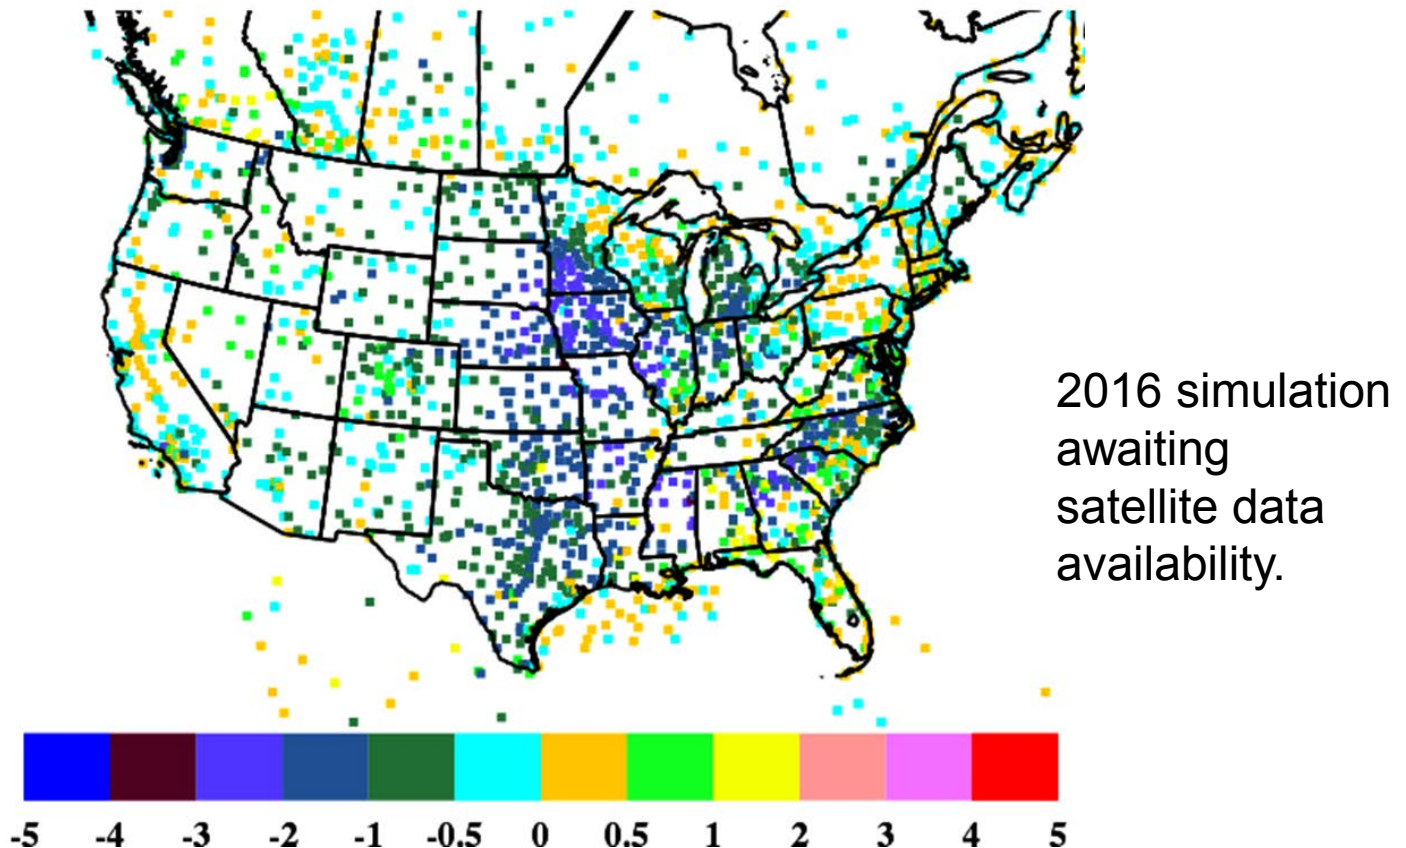 2016 simulation
awaiting
satellite data
availability.
-5 -4 -3 -2 -1 -0.5 0 0.5 1 2 3 4 5